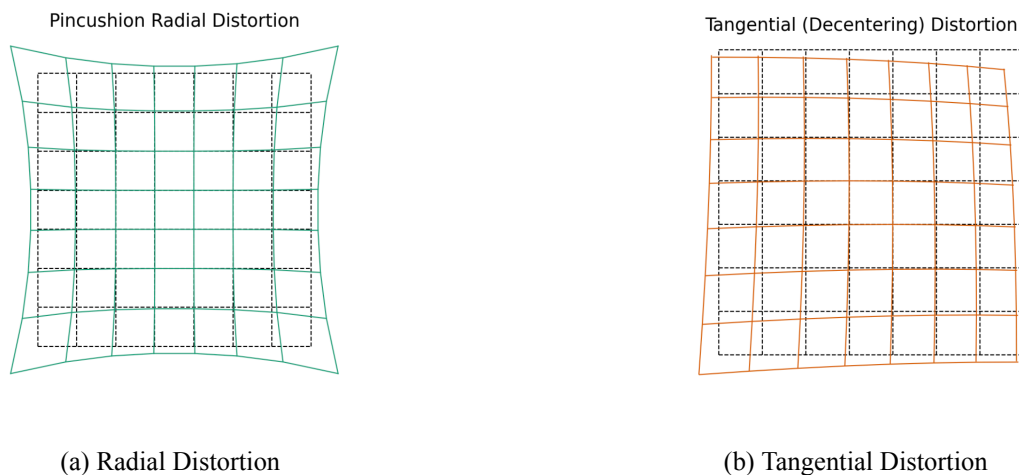 Pincushion Radial Distortion
Tangential (Decentering) Distortion
(a) Radial Distortion
(b) Tangential Distortion